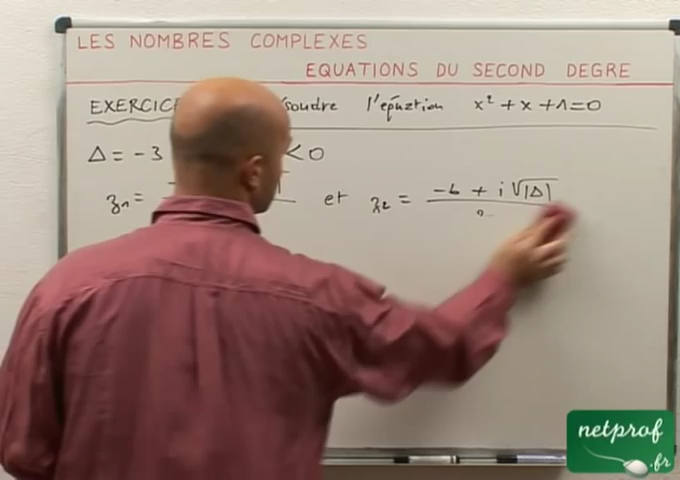 LES NOMBRES COMPLEXES
EQUATIONS DU SECOND DEGRE
EXERCICE soudre l'équation x² + x + 1 = 0
Δ = -3 < 0
z₁ = et z₂ = -b + i√|Δ|
netprof
.fr